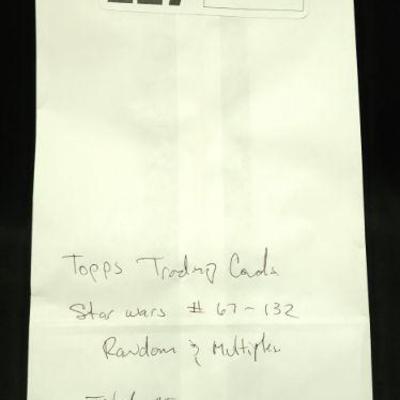 Topps Trading Cards
Star wars # 67-132
Random & Multiples